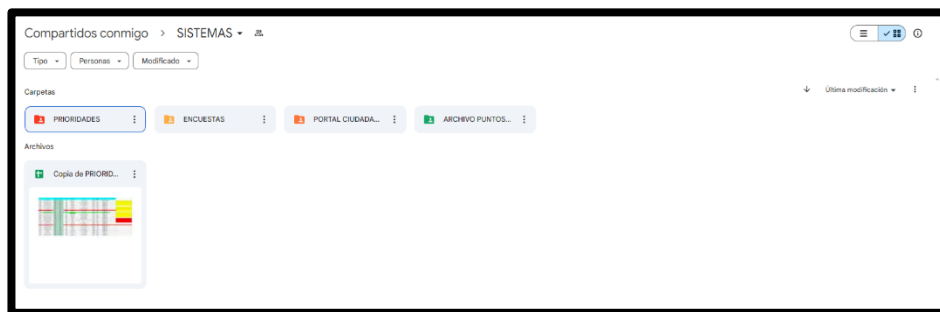 Compartidos conmigo > SISTEMAS
Tipo Personas Modificado
Carpetas
Última modificación
PRIORIDADES ENCUESTAS PORTAL CIUDADA... ARCHIVO PUNTOS...
Archivos
Copia de PRIORID...